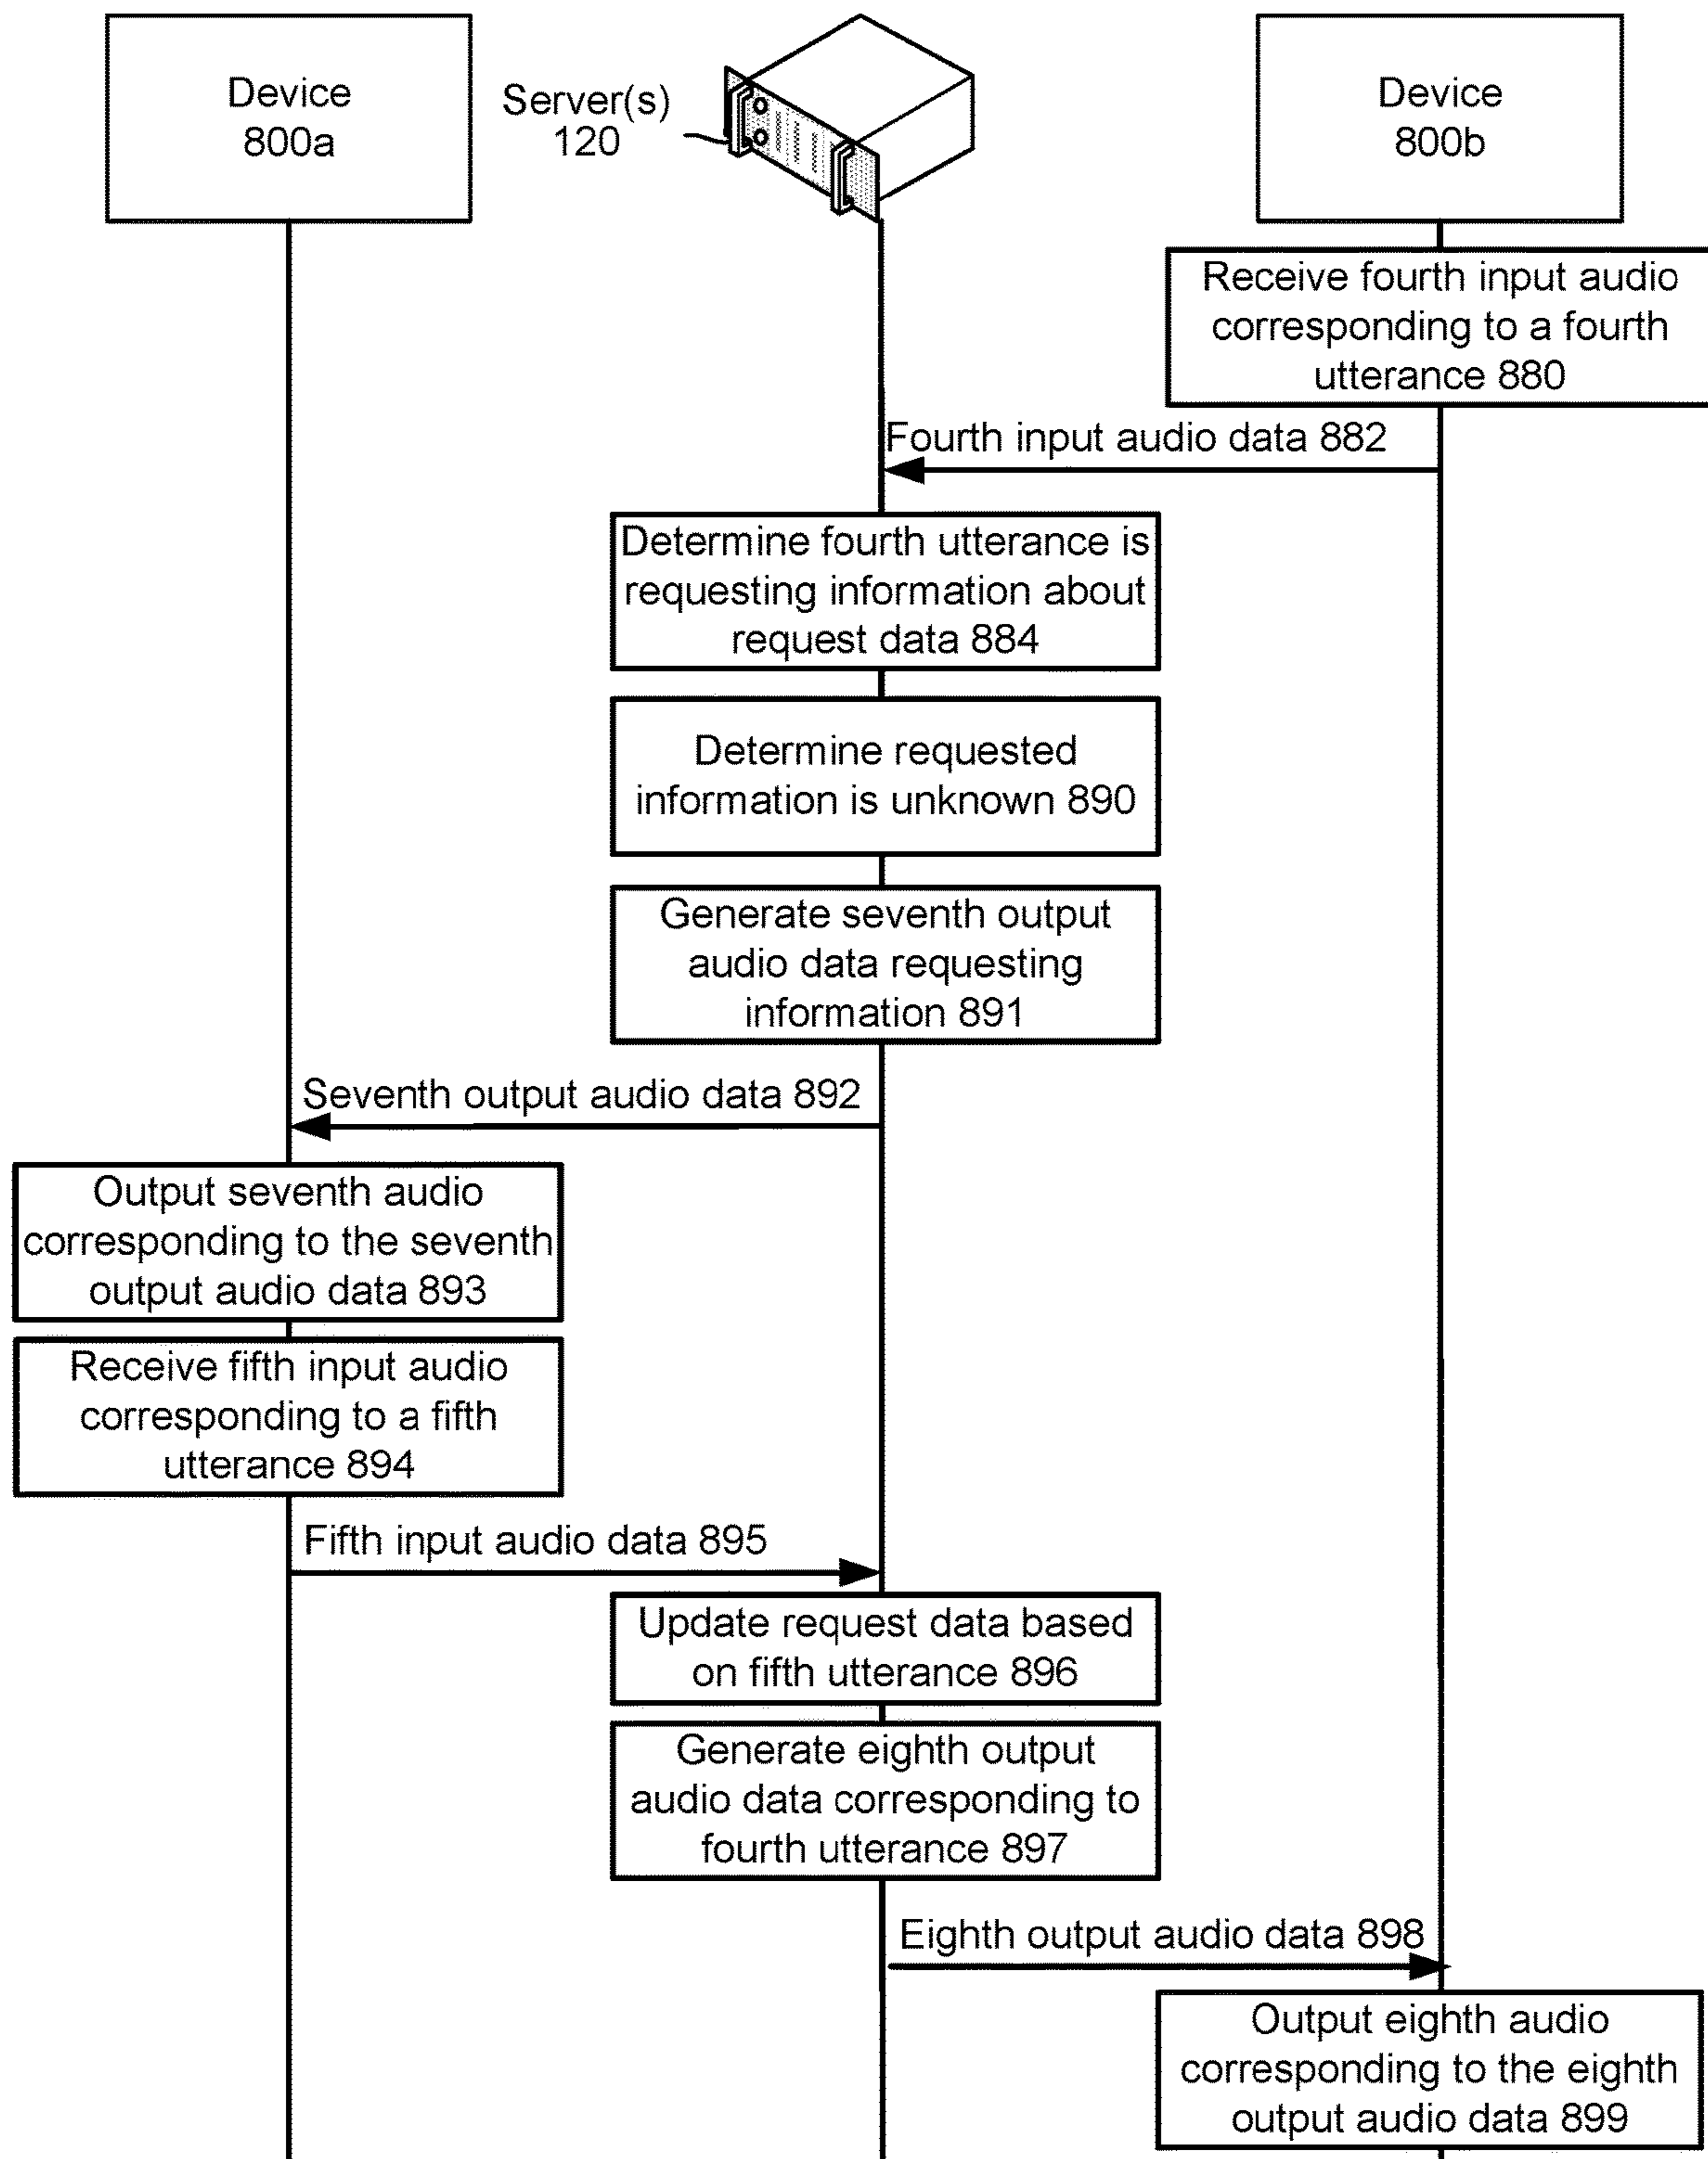 Device
800a
Server(s)
120
Device
800b
Receive fourth input audio
corresponding to a fourth
utterance 880
Fourth input audio data 882
Determine fourth utterance is
requesting information about
request data 884
Determine requested
information is unknown 890
Generate seventh output
audio data requesting
information 891
Seventh output audio data 892
Output seventh audio
corresponding to the seventh
output audio data 893
Receive fifth input audio
corresponding to a fifth
utterance 894
Fifth input audio data 895
Update request data based
on fifth utterance 896
Generate eighth output
audio data corresponding to
fourth utterance 897
Eighth output audio data 898
Output eighth audio
corresponding to the eighth
output audio data 899